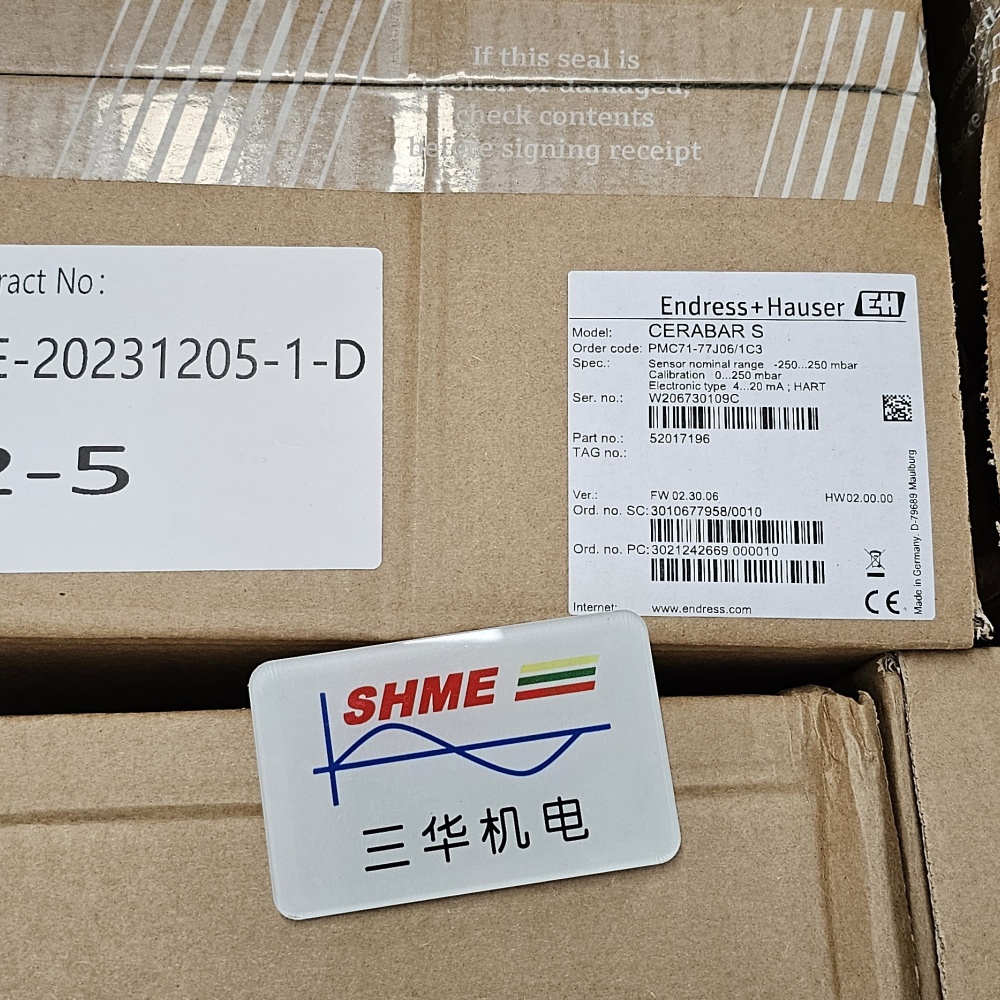 If this seal is
broken or damaged,
check contents
before signing receipt
ract No:
E-20231205-1-D
2-5
Endress+Hauser EH
Model: CERABAR S
Order code: PMC71-77J06/1C3
Spec.: Sensor nominal range -250...250 mbar
Calibration 0...250 mbar
Electronic type 4...20 mA ; HART
Ser. no.: W206730109C
Part no.: 52017196
TAG no.:
Ver.: FW 02.30.06 HW 02.00.00
Ord. no. SC: 3010677958/0010
Ord. no. PC: 3021242669 000010
Internet: www.endress.com
CE
Made in Germany. D-79689 Maulburg
SHME
三华机电